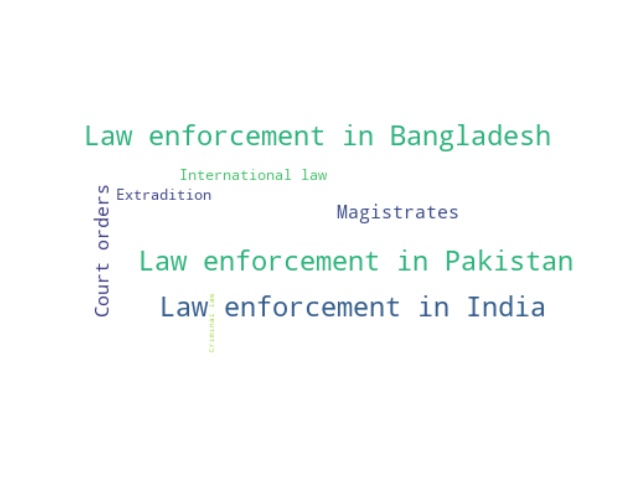 Law enforcement in Bangladesh
International law
Extradition
Court orders
Magistrates
Law enforcement in Pakistan
Law enforcement in India
Criminal law